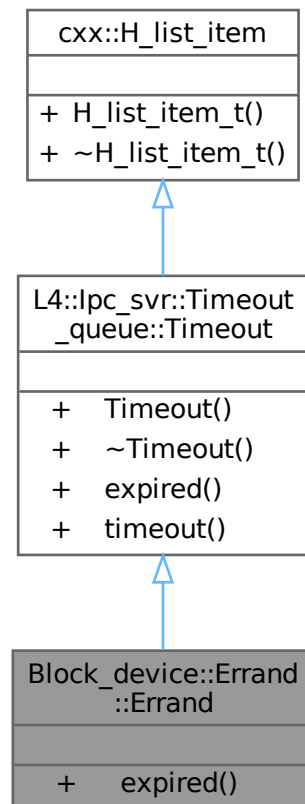 cxx::H_list_item
+ H_list_item_t()
+ ~H_list_item_t()
L4::Ipc_svr::Timeout
_queue::Timeout
+ Timeout()
+ ~Timeout()
+ expired()
+ timeout()
Block_device::Errand
::Errand
+ expired()